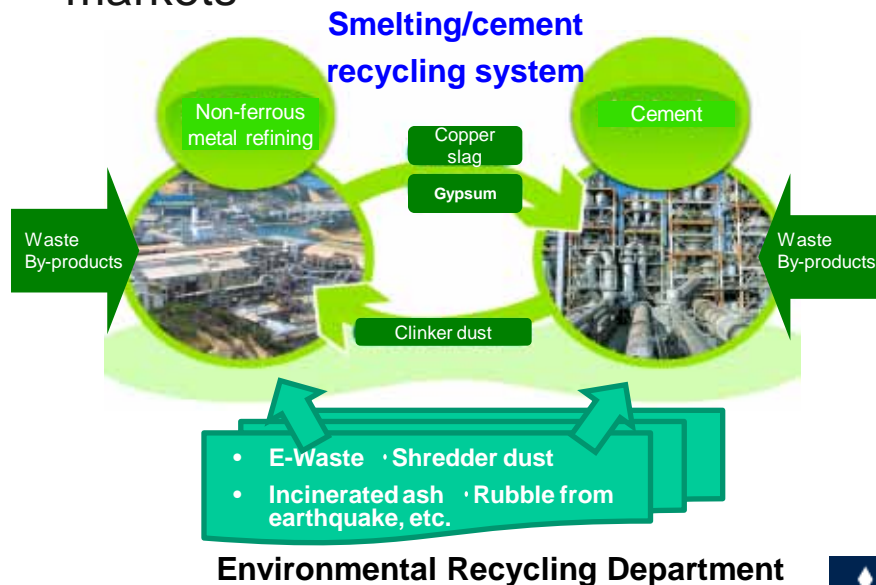 markets
Smelting/cement
recycling system
Non-ferrous
metal refining
Cement
Copper
slag
Gypsum
Waste
By-products
Waste
By-products
Clinker dust
• E-Waste ・Shredder dust
• Incinerated ash ・Rubble from
earthquake, etc.
Environmental Recycling Department